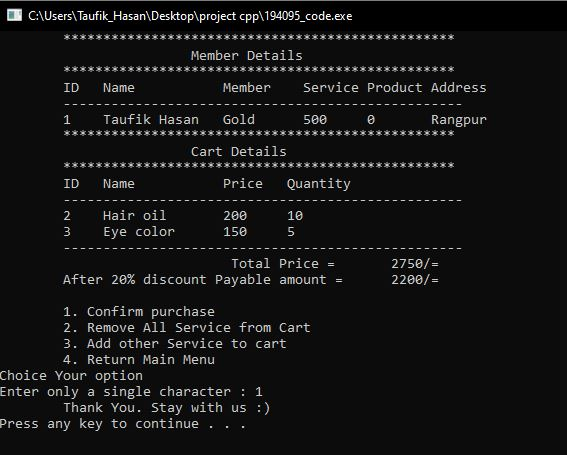 C:\Users\Taufik_Hasan\Desktop\project cpp\194095_code.exe
*************************************************
Member Details
*************************************************
ID Name Member Service Product Address
--------------------------------------------------
1 Taufik Hasan Gold 500 0 Rangpur
*************************************************
Cart Details
*************************************************
ID Name Price Quantity
--------------------------------------------------
2 Hair oil 200 10
3 Eye color 150 5
--------------------------------------------------
Total Price = 2750/=
After 20% discount Payable amount = 2200/=
1. Confirm purchase
2. Remove All Service from Cart
3. Add other Service to cart
4. Return Main Menu
Choice Your option
Enter only a single character : 1
Thank You. Stay with us :)
Press any key to continue . . .